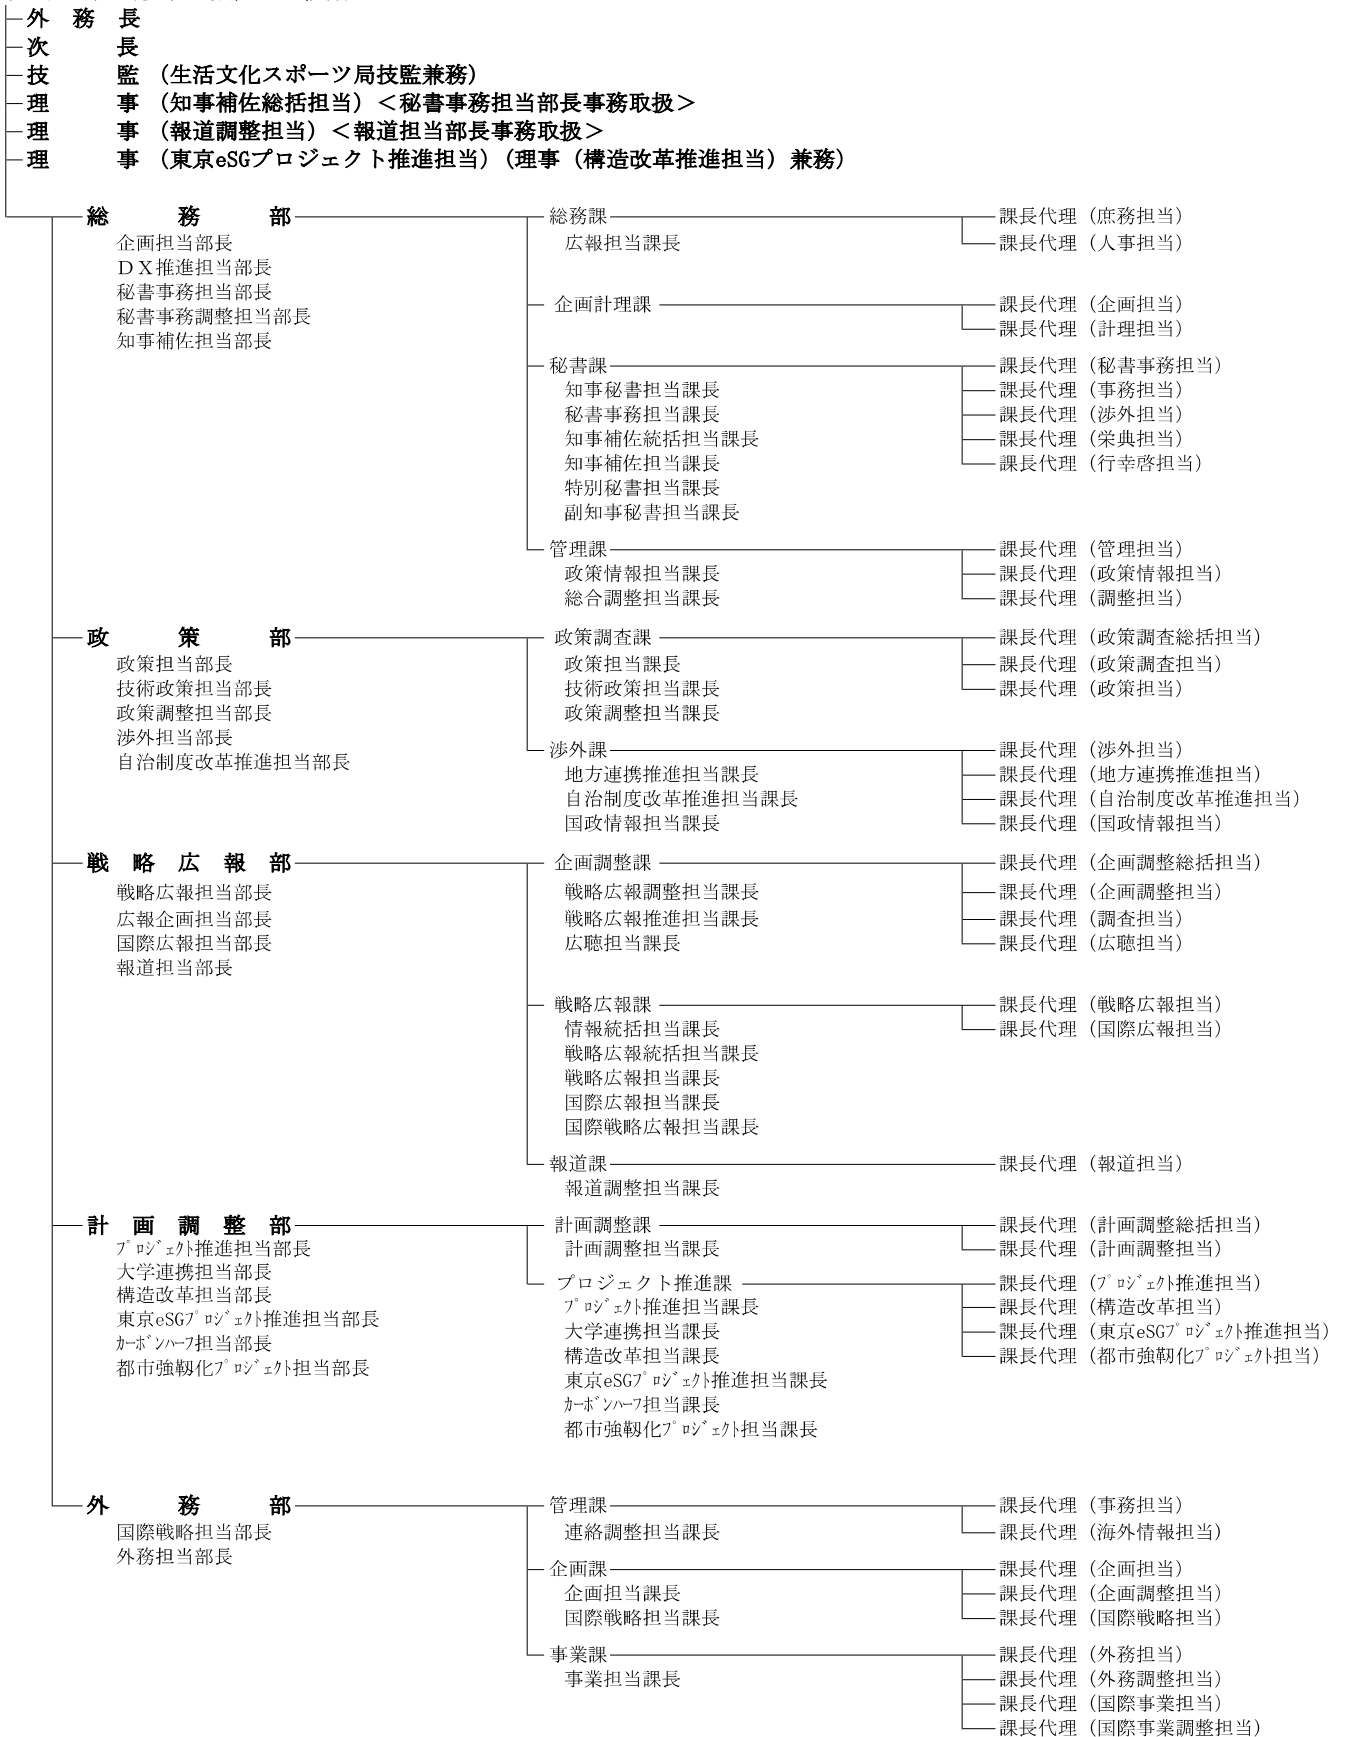 外務長
次長
技監（生活文化スポーツ局技監兼務）
理事（知事補佐総括担当）＜秘書事務担当部長事務取扱＞
理事（報道調整担当）＜報道担当部長事務取扱＞
理事（東京eSGプロジェクト推進担当）（理事（構造改革推進担当）兼務）
総務部 総務課 課長代理（庶務担当）
企画担当部長 広報担当課長 課長代理（人事担当）
ＤＸ推進担当部長
秘書事務担当部長 企画計理課 課長代理（企画担当）
秘書事務調整担当部長 課長代理（計理担当）
知事補佐担当部長
秘書課 課長代理（秘書事務担当）
知事秘書担当課長 課長代理（事務担当）
秘書事務担当課長 課長代理（渉外担当）
知事補佐統括担当課長 課長代理（栄典担当）
知事補佐担当課長 課長代理（行幸啓担当）
特別秘書担当課長
副知事秘書担当課長
管理課 課長代理（管理担当）
政策情報担当課長 課長代理（政策情報担当）
総合調整担当課長 課長代理（調整担当）
政策部 政策調査課 課長代理（政策調査総括担当）
政策担当部長 政策担当課長 課長代理（政策調査担当）
技術政策担当部長 技術政策担当課長 課長代理（政策担当）
政策調整担当部長 政策調整担当課長
渉外担当部長 渉外課 課長代理（渉外担当）
自治制度改革推進担当部長 地方連携推進担当課長 課長代理（地方連携推進担当）
自治制度改革推進担当課長 課長代理（自治制度改革推進担当）
国政情報担当課長 課長代理（国政情報担当）
戦略広報部 企画調整課 課長代理（企画調整総括担当）
戦略広報担当部長 戦略広報調整担当課長 課長代理（企画調整担当）
広報企画担当部長 戦略広報推進担当課長 課長代理（調査担当）
国際広報担当部長 広聴担当課長 課長代理（広聴担当）
報道担当部長
戦略広報課 課長代理（戦略広報担当）
情報統括担当課長 課長代理（国際広報担当）
戦略広報統括担当課長
戦略広報担当課長
国際広報担当課長
国際戦略広報担当課長
報道課 課長代理（報道担当）
報道調整担当課長
計画調整部 計画調整課 課長代理（計画調整総括担当）
ﾌﾟﾛｼﾞｪｸﾄ推進担当部長 計画調整担当課長 課長代理（計画調整担当）
大学連携担当部長 プロジェクト推進課 課長代理（ﾌﾟﾛｼﾞｪｸﾄ推進担当）
構造改革担当部長 ﾌﾟﾛｼﾞｪｸﾄ推進担当課長 課長代理（構造改革担当）
東京eSGﾌﾟﾛｼﾞｪｸﾄ推進担当部長 大学連携担当課長 課長代理（東京eSGﾌﾟﾛｼﾞｪｸﾄ推進担当）
ｶｰﾎﾞﾝﾊｰﾌ担当部長 構造改革担当課長 課長代理（都市強靱化ﾌﾟﾛｼﾞｪｸﾄ担当）
都市強靱化ﾌﾟﾛｼﾞｪｸﾄ担当部長 東京eSGﾌﾟﾛｼﾞｪｸﾄ推進担当課長
ｶｰﾎﾞﾝﾊｰﾌ担当課長
都市強靱化ﾌﾟﾛｼﾞｪｸﾄ担当課長
外務部 管理課 課長代理（事務担当）
国際戦略担当部長 連絡調整担当課長 課長代理（海外情報担当）
外務担当部長
企画課 課長代理（企画担当）
企画担当課長 課長代理（企画調整担当）
国際戦略担当課長 課長代理（国際戦略担当）
事業課 課長代理（外務担当）
事業担当課長 課長代理（外務調整担当）
課長代理（国際事業担当）
課長代理（国際事業調整担当）